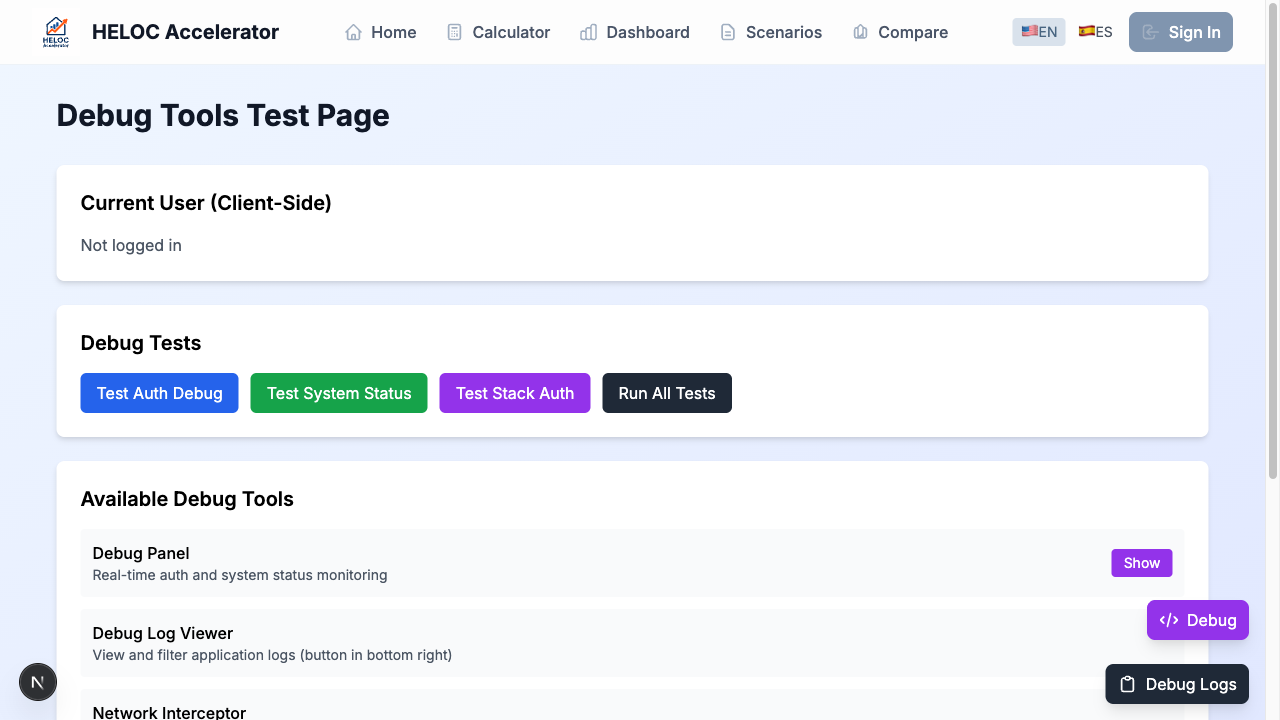 HELOC
Accelerator
HELOC Accelerator
Home
Calculator
Dashboard
Scenarios
Compare
🇺🇸EN
🇪🇸ES
Sign In
Debug Tools Test Page
Current User (Client-Side)
Not logged in
Debug Tests
Test Auth Debug
Test System Status
Test Stack Auth
Run All Tests
Available Debug Tools
Debug Panel
Real-time auth and system status monitoring
Show
Debug Log Viewer
View and filter application logs (button in bottom right)
Debug
N
Debug Logs
Network Interceptor